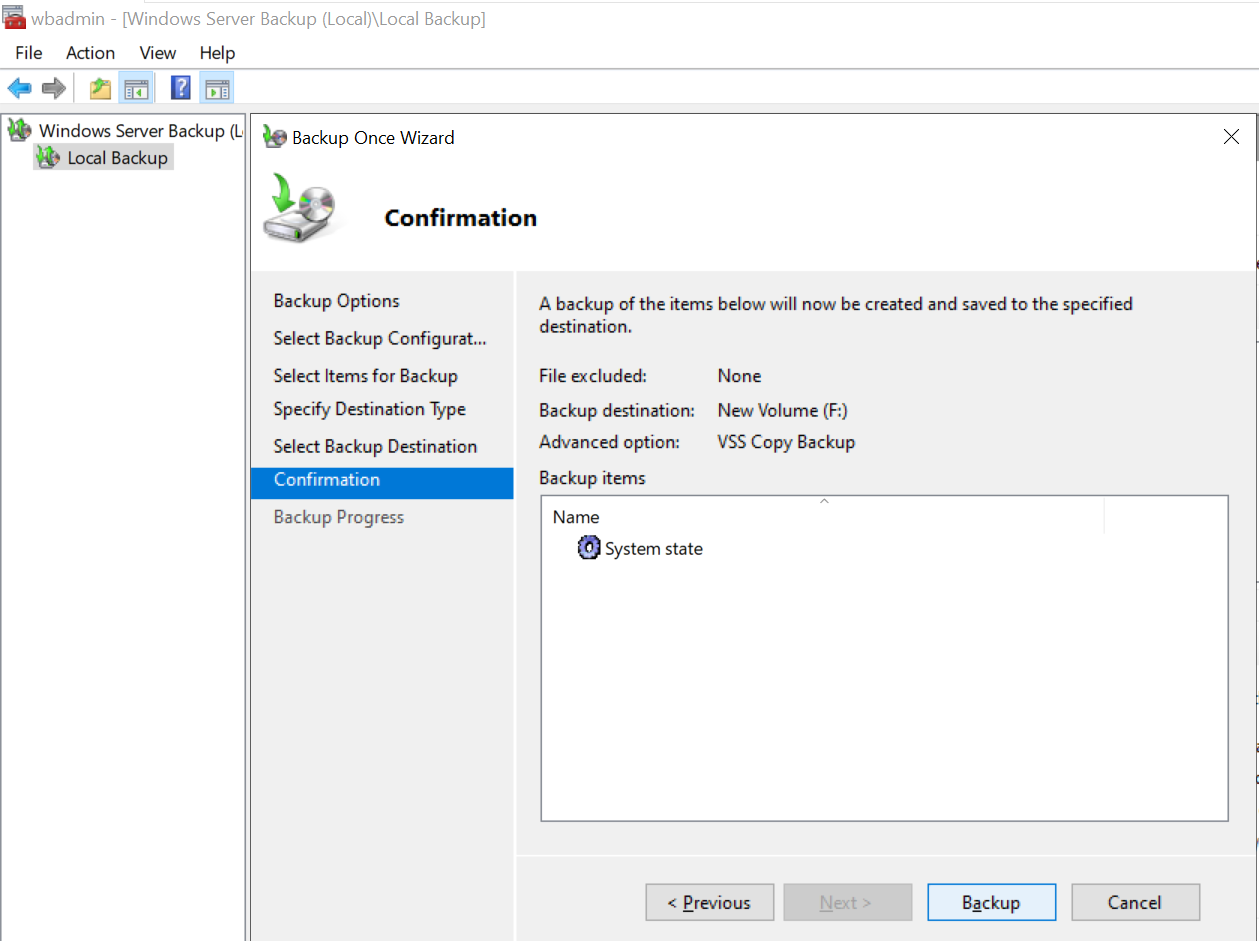 wbadmin - [Windows Server Backup (Local)\Local Backup]
File Action View Help
Windows Server Backup (L
Local Backup
Backup Once Wizard
Confirmation
Backup Options
Select Backup Configurat...
Select Items for Backup
Specify Destination Type
Select Backup Destination
Confirmation
Backup Progress
A backup of the items below will now be created and saved to the specified
destination.
File excluded: None
Backup destination: New Volume (F:)
Advanced option: VSS Copy Backup
Backup items
Name
System state
< Previous Next > Backup Cancel